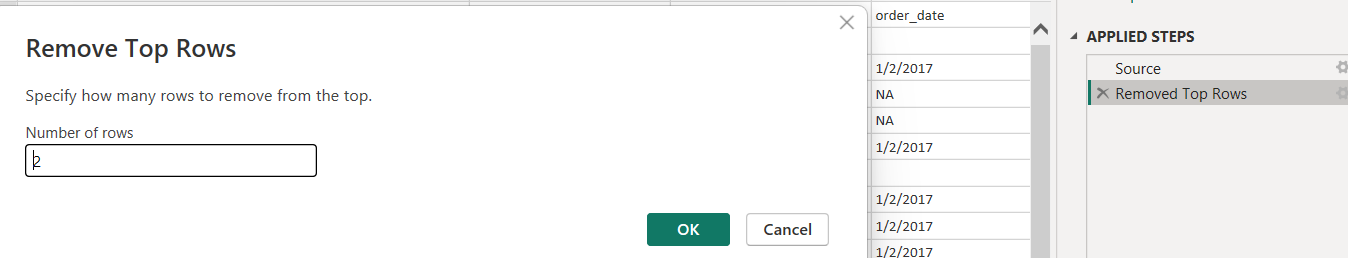 Remove Top Rows
Specify how many rows to remove from the top.
Number of rows
2
OK
Cancel
order_date
1/2/2017
NA
NA
1/2/2017
1/2/2017
1/2/2017
1/2/2017
APPLIED STEPS
Source
Removed Top Rows